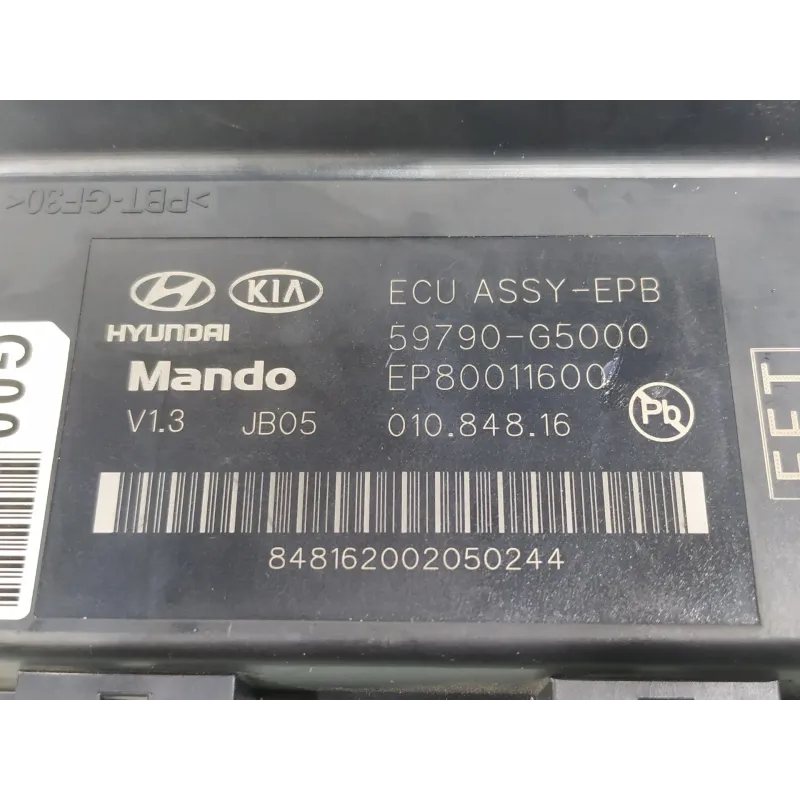 >PBT-GF30<
HYUNDAI KIA ECU ASSY-EPB
59790-G5000
Mando EP80011600
V1.3 JB05 010.848.16 Pb
848162002050244